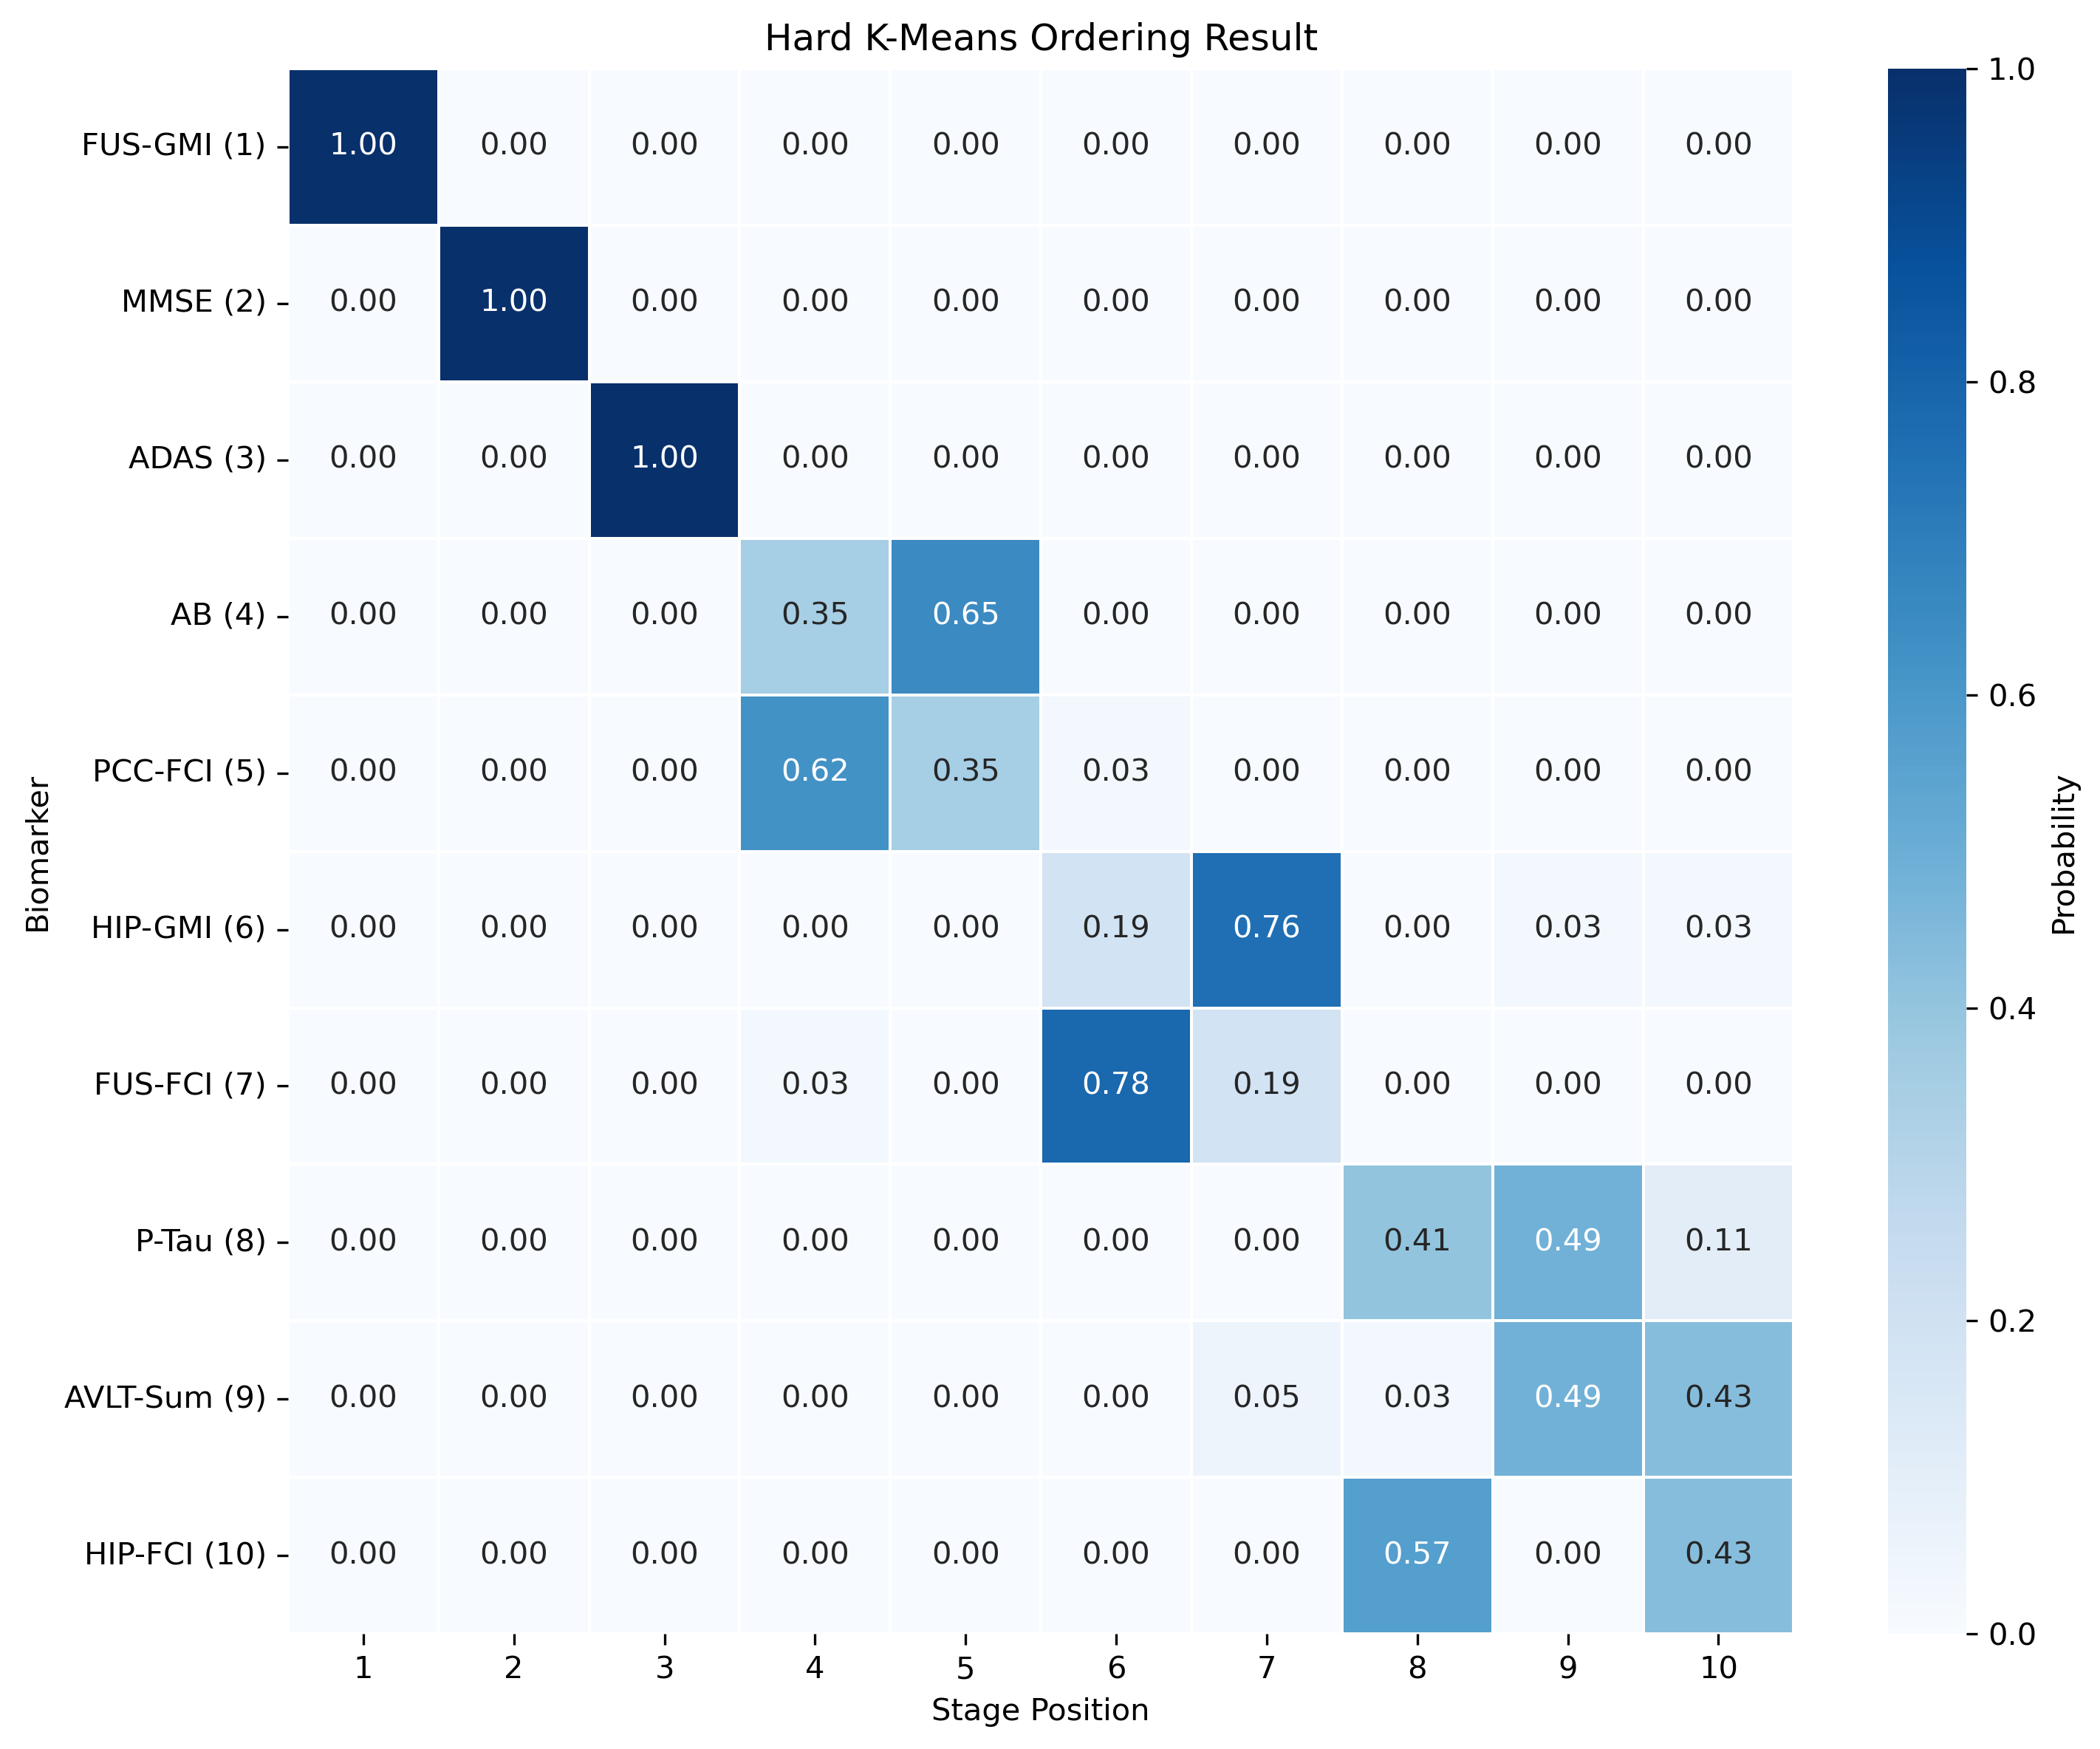 Hard K-Means Ordering Result
FUS-GMI (1) 1.00 0.00 0.00 0.00 0.00 0.00 0.00 0.00 0.00 0.00
MMSE (2) 0.00 1.00 0.00 0.00 0.00 0.00 0.00 0.00 0.00 0.00
ADAS (3) 0.00 0.00 1.00 0.00 0.00 0.00 0.00 0.00 0.00 0.00
AB (4) 0.00 0.00 0.00 0.35 0.65 0.00 0.00 0.00 0.00 0.00
PCC-FCI (5) 0.00 0.00 0.00 0.62 0.35 0.03 0.00 0.00 0.00 0.00
HIP-GMI (6) 0.00 0.00 0.00 0.00 0.00 0.19 0.76 0.00 0.03 0.03
FUS-FCI (7) 0.00 0.00 0.00 0.03 0.00 0.78 0.19 0.00 0.00 0.00
P-Tau (8) 0.00 0.00 0.00 0.00 0.00 0.00 0.00 0.41 0.49 0.11
AVLT-Sum (9) 0.00 0.00 0.00 0.00 0.00 0.00 0.05 0.03 0.49 0.43
HIP-FCI (10) 0.00 0.00 0.00 0.00 0.00 0.00 0.00 0.57 0.00 0.43
1 2 3 4 5 6 7 8 9 10
Stage Position
Biomarker
1.0
0.8
0.6
0.4
0.2
0.0
Probability